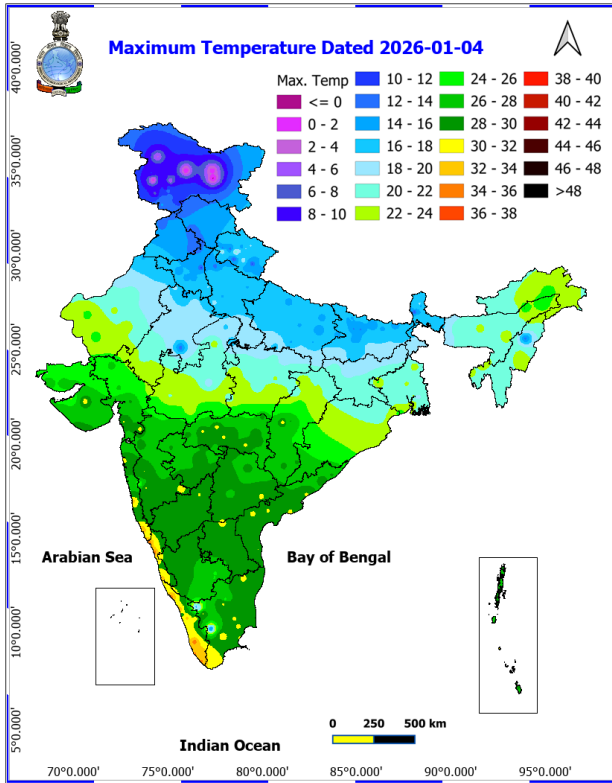 Maximum Temperature Dated 2026-01-04
Max. Temp
<= 0
0 - 2
2 - 4
4 - 6
6 - 8
8 - 10
10 - 12
12 - 14
14 - 16
16 - 18
18 - 20
20 - 22
22 - 24
24 - 26
26 - 28
28 - 30
30 - 32
32 - 34
34 - 36
36 - 38
38 - 40
40 - 42
42 - 44
44 - 46
46 - 48
>48
40°0.000'
35°0.000'
30°0.000'
25°0.000'
20°0.000'
15°0.000'
10°0.000'
5°0.000'
Arabian Sea
Bay of Bengal
Indian Ocean
0 250 500 km
70°0.000' 75°0.000' 80°0.000' 85°0.000' 90°0.000' 95°0.000'